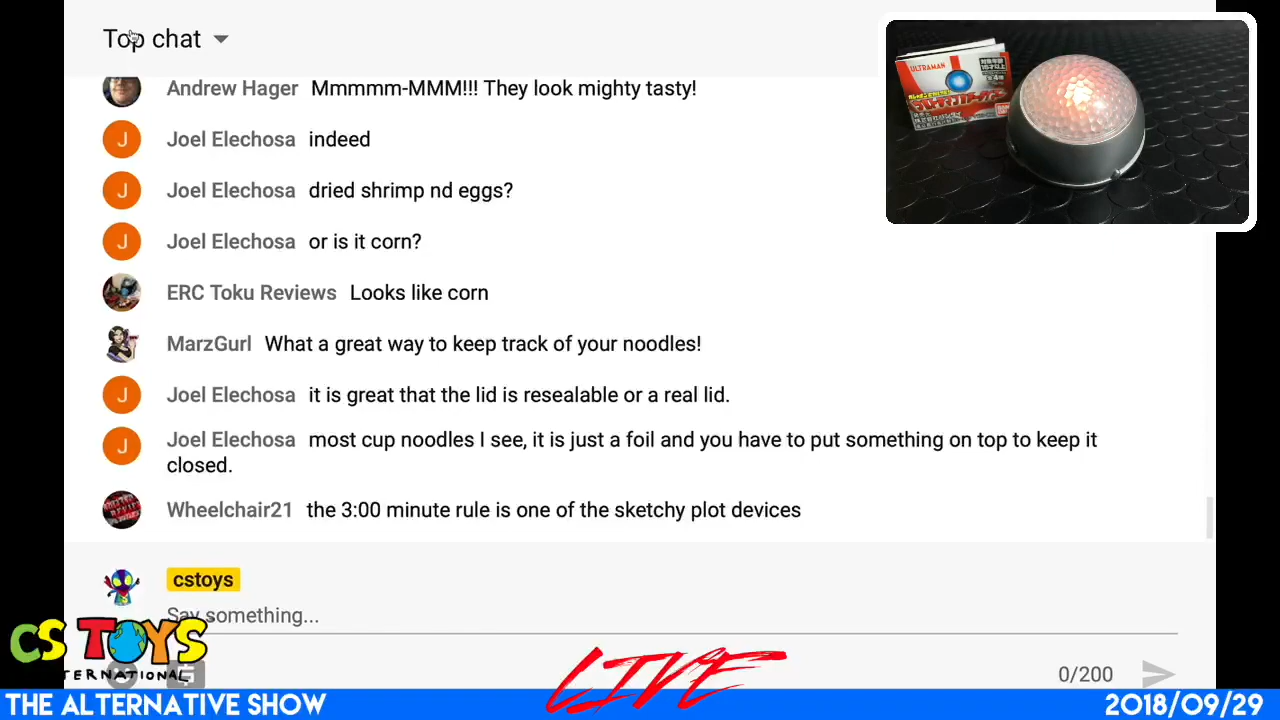 Top chat
Andrew Hager Mmmmm-MMM!!! They look mighty tasty!
J Joel Elechosa indeed
J Joel Elechosa dried shrimp nd eggs?
J Joel Elechosa or is it corn?
ERC Toku Reviews Looks like corn
MarzGurl What a great way to keep track of your noodles!
J Joel Elechosa it is great that the lid is resealable or a real lid.
J Joel Elechosa most cup noodles I see, it is just a foil and you have to put something on top to keep it
closed.
Wheelchair21 the 3:00 minute rule is one of the sketchy plot devices
cstoys
Say something...
0/200
ULTRAMAN
CS TOYS
TERNATIONAL
LIVE
THE ALTERNATIVE SHOW
2018/09/29